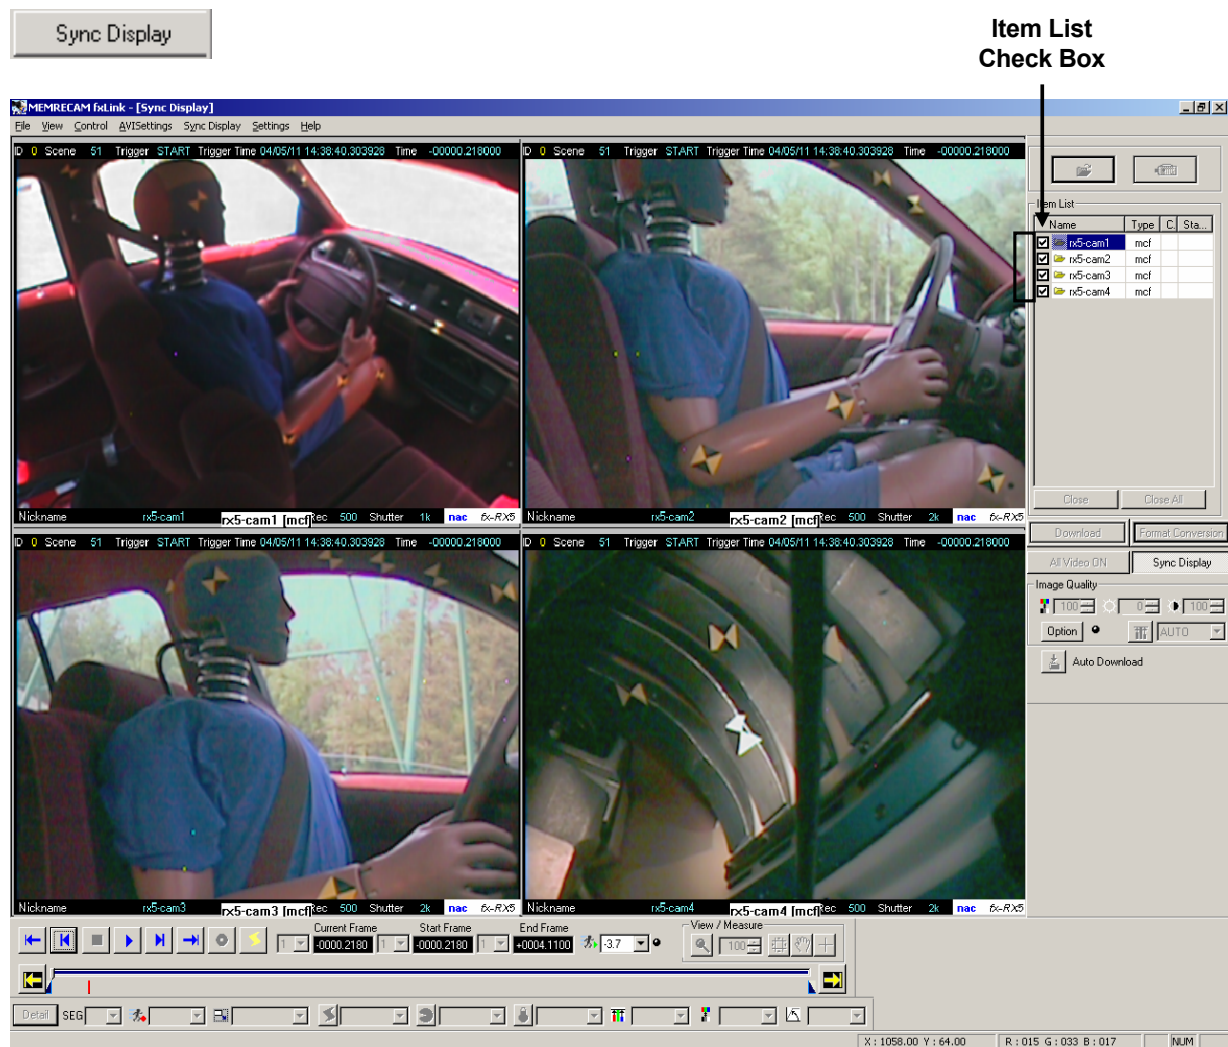 Sync Display
Item List
Check Box
MEMRECAM fxLink - [Sync Display]
File View Control AVISettings Sync Display Settings Help
ID 0 Scene 51 Trigger START Trigger Time 04/05/11 14:38:40.303928 Time -00000.218000
ID 0 Scene 51 Trigger START Trigger Time 04/05/11 14:38:40.303928 Time -00000.218000
Item List
Name Type C. Sta...
rx5-cam1 mcf
rx5-cam2 mcf
rx5-cam3 mcf
rx5-cam4 mcf
Close Close All
Nickname rx5-cam1 rx5-cam1 [mcf] Rec 500 Shutter 1k nac fx-RX5
Nickname rx5-cam2 rx5-cam2 [mcf] Rec 500 Shutter 2k nac fx-RX5
Download Format Conversion
ID 0 Scene 51 Trigger START Trigger Time 04/05/11 14:38:40.303928 Time -00000.218000
ID 0 Scene 51 Trigger START Trigger Time 04/05/11 14:38:40.303928 Time -00000.218000
All Video ON Sync Display
Image Quality
100 0 100
Option AUTO
Auto Download
Nickname rx5-cam3 rx5-cam3 [mcf] Rec 500 Shutter 2k nac fx-RX5
Nickname rx5-cam4 rx5-cam4 [mcf] Rec 500 Shutter 2k nac fx-RX5
Current Frame Start Frame End Frame View / Measure
1 -0000.2180 1 -0000.2180 1 +0004.1100 -3.7 100
Detail SEG
X : 1058.00 Y : 64.00 R : 015 G : 033 B : 017 NUM